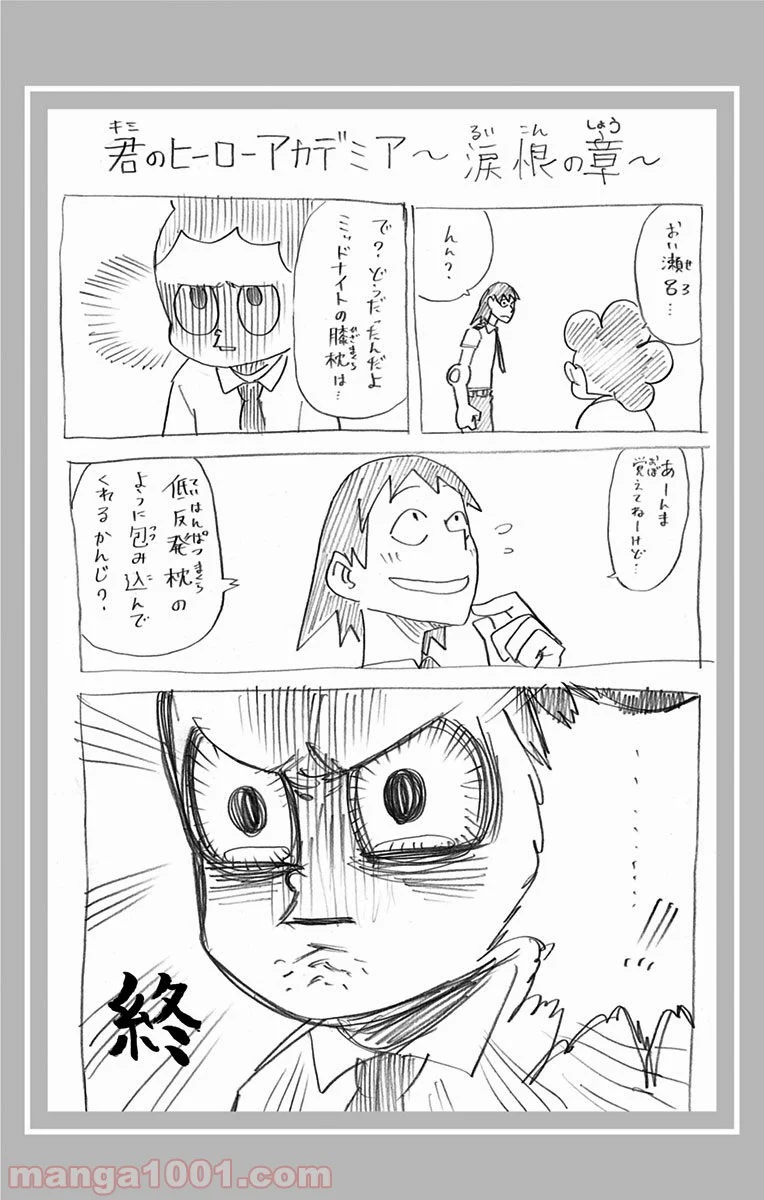 君のヒーローアカデミア〜涙恨の章〜
キミ
るい こん しょう
おい瀬
呂…
せろ
んん?
で?どうだったんだよ
ミッドナイトの膝枕は…
ひざまくら
あーんま
覚えてねーけど…
おぼ
低反発枕の
ていはんぱつまくら
ように包み込んで
つつ こ
くれるかんじ?
終
manga1001.com